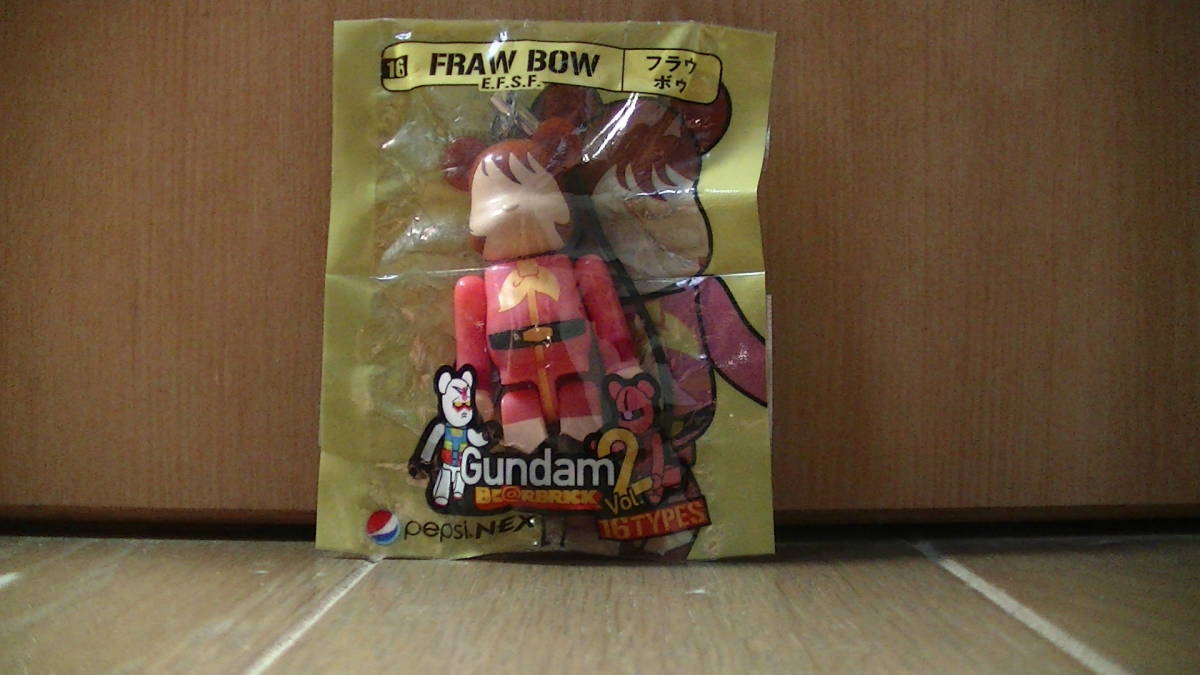 16
FRAW BOW
E.F.S.F.
フラウ
ボゥ
Gundam
BE@RBRICK
Vol. 2
16TYPES
pepsi NEX